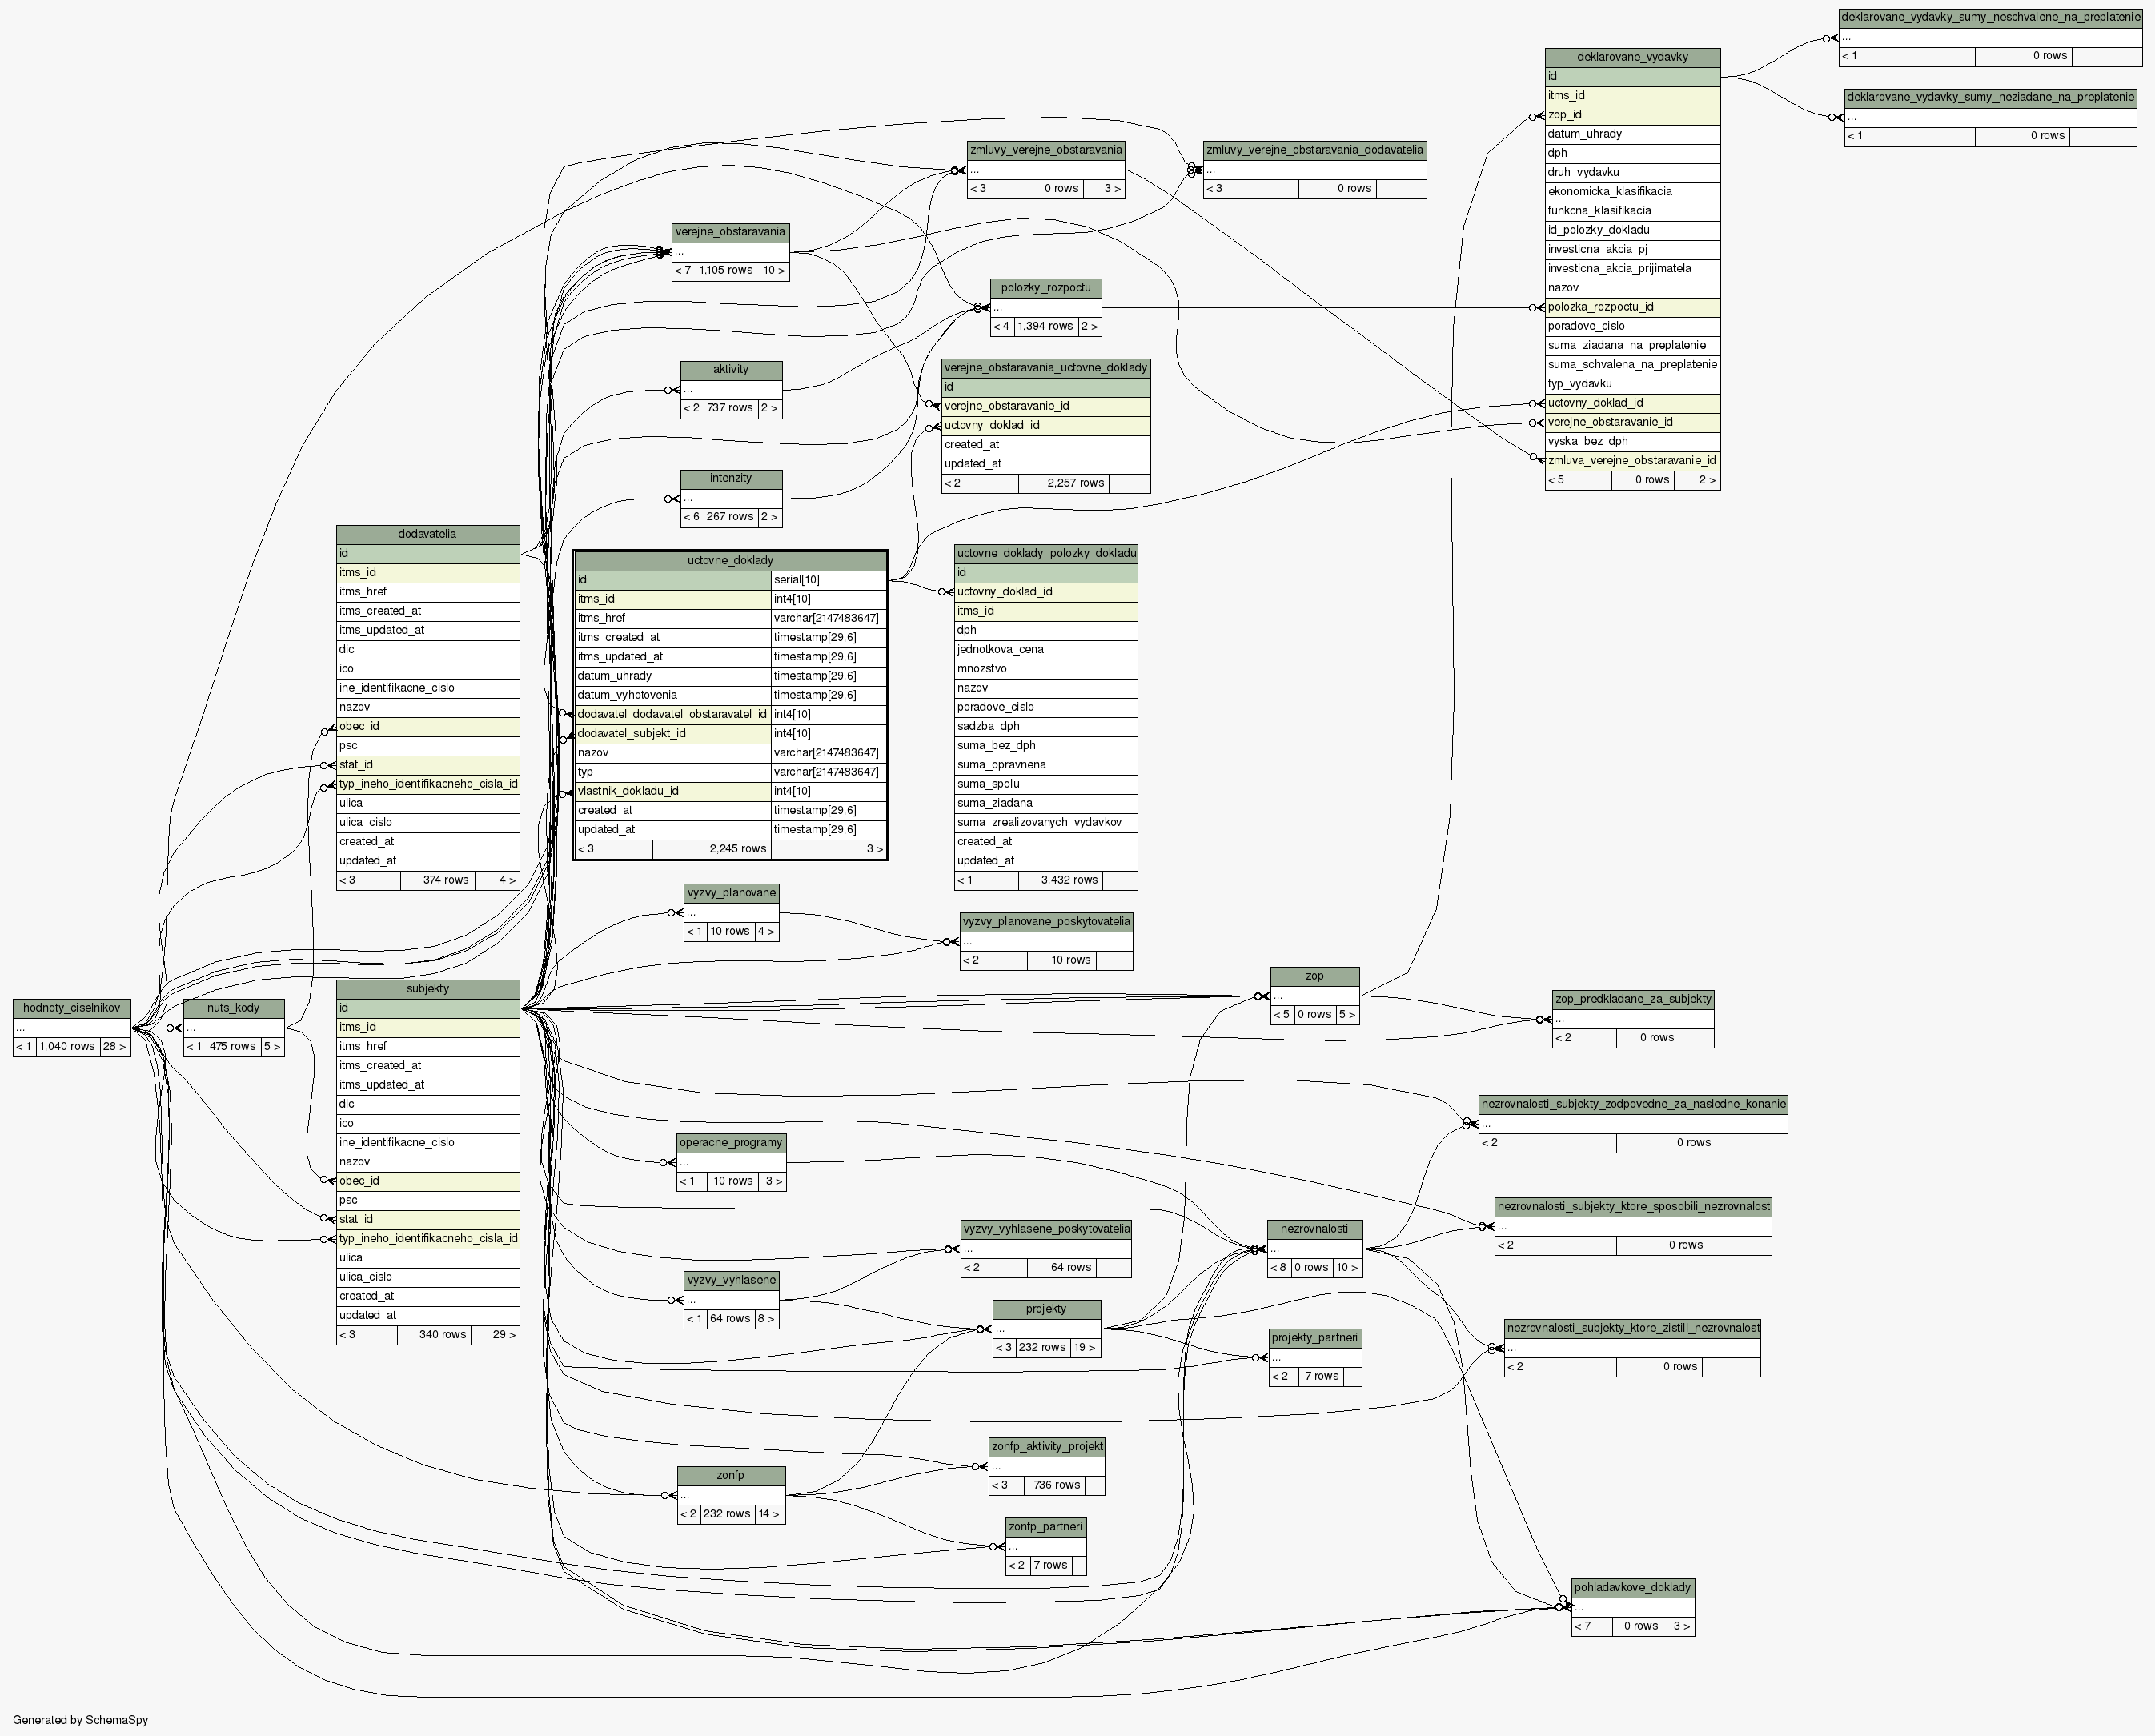 deklarovane_vydavky_sumy_neschvalene_na_preplatenie
...
< 1 0 rows
deklarovane_vydavky_sumy_neziadane_na_preplatenie
...
< 1 0 rows
deklarovane_vydavky
id
itms_id
zop_id
datum_uhrady
dph
druh_vydavku
ekonomicka_klasifikacia
funkcna_klasifikacia
id_polozky_dokladu
investicna_akcia_pj
investicna_akcia_prijimatela
nazov
polozka_rozpoctu_id
poradove_cislo
suma_ziadana_na_preplatenie
suma_schvalena_na_preplatenie
typ_vydavku
uctovny_doklad_id
verejne_obstaravanie_id
vyska_bez_dph
zmluva_verejne_obstaravanie_id
< 5 0 rows 2 >
zmluvy_verejne_obstaravania
...
< 3 0 rows 3 >
zmluvy_verejne_obstaravania_dodavatelia
...
< 3 0 rows
verejne_obstaravania
...
< 7 1,105 rows 10 >
polozky_rozpoctu
...
< 4 1,394 rows 2 >
aktivity
...
< 2 737 rows 2 >
verejne_obstaravania_uctovne_doklady
id
verejne_obstaravanie_id
uctovny_doklad_id
created_at
updated_at
< 2 2,257 rows
intenzity
...
< 6 267 rows 2 >
dodavatelia
id
itms_id
itms_href
itms_created_at
itms_updated_at
dic
ico
ine_identifikacne_cislo
nazov
obec_id
psc
stat_id
typ_ineho_identifikacneho_cisla_id
ulica
ulica_cislo
created_at
updated_at
< 3 374 rows 4 >
uctovne_doklady
id serial[10]
itms_id int4[10]
itms_href varchar[2147483647]
itms_created_at timestamp[29,6]
itms_updated_at timestamp[29,6]
datum_uhrady timestamp[29,6]
datum_vyhotovenia timestamp[29,6]
dodavatel_dodavatel_obstaravatel_id int4[10]
dodavatel_subjekt_id int4[10]
nazov varchar[2147483647]
typ varchar[2147483647]
vlastnik_dokladu_id int4[10]
created_at timestamp[29,6]
updated_at timestamp[29,6]
< 3 2,245 rows 3 >
uctovne_doklady_polozky_dokladu
id
uctovny_doklad_id
itms_id
dph
jednotkova_cena
mnozstvo
nazov
poradove_cislo
sadzba_dph
suma_bez_dph
suma_opravnena
suma_spolu
suma_ziadana
suma_zrealizovanych_vydavkov
created_at
updated_at
< 1 3,432 rows
vyzvy_planovane
...
< 1 10 rows 4 >
vyzvy_planovane_poskytovatelia
...
< 2 10 rows
zop
...
< 5 0 rows 5 >
zop_predkladane_za_subjekty
...
< 2 0 rows
hodnoty_ciselnikov
...
< 1 1,040 rows 28 >
nuts_kody
...
< 1 475 rows 5 >
subjekty
id
itms_id
itms_href
itms_created_at
itms_updated_at
dic
ico
ine_identifikacne_cislo
nazov
obec_id
psc
stat_id
typ_ineho_identifikacneho_cisla_id
ulica
ulica_cislo
created_at
updated_at
< 3 340 rows 29 >
nezrovnalosti_subjekty_zodpovedne_za_nasledne_konanie
...
< 2 0 rows
operacne_programy
...
< 1 10 rows 3 >
nezrovnalosti_subjekty_ktore_sposobili_nezrovnalost
...
< 2 0 rows
vyzvy_vyhlasene_poskytovatelia
...
< 2 64 rows
nezrovnalosti
...
< 8 0 rows 10 >
vyzvy_vyhlasene
...
< 1 64 rows 8 >
projekty
...
< 3 232 rows 19 >
projekty_partneri
...
< 2 7 rows
nezrovnalosti_subjekty_ktore_zistili_nezrovnalost
...
< 2 0 rows
zonfp_aktivity_projekt
...
< 3 736 rows
zonfp
...
< 2 232 rows 14 >
zonfp_partneri
...
< 2 7 rows
pohladavkove_doklady
...
< 7 0 rows 3 >
Generated by SchemaSpy